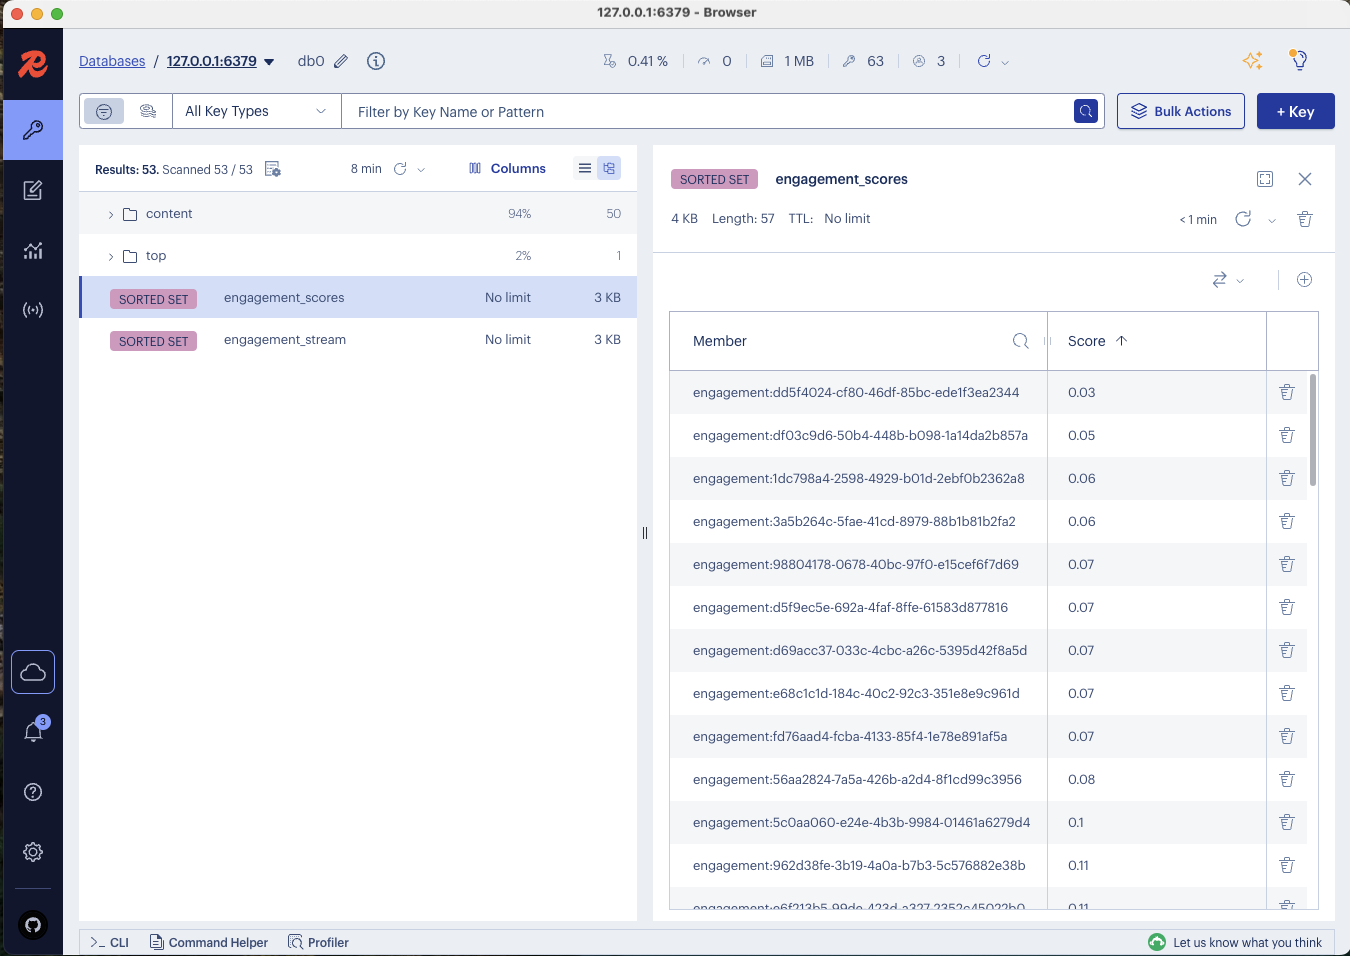 127.0.0.1:6379 - Browser
Databases / 127.0.0.1:6379 db0 0.41 % 0 1 MB 63 3
All Key Types Filter by Key Name or Pattern Bulk Actions + Key
Results: 53. Scanned 53 / 53 8 min Columns
content 94% 50
top 2% 1
SORTED SET engagement_scores No limit 3 KB
SORTED SET engagement_stream No limit 3 KB
SORTED SET engagement_scores
4 KB Length: 57 TTL: No limit < 1 min
Member Score
engagement:dd5f4024-cf80-46df-85bc-ede1f3ea2344 0.03
engagement:df03c9d6-50b4-448b-b098-1a14da2b857a 0.05
engagement:1dc798a4-2598-4929-b01d-2ebf0b2362a8 0.06
engagement:3a5b264c-5fae-41cd-8979-88b1b81b2fa2 0.06
engagement:98804178-0678-40bc-97f0-e15cef6f7d69 0.07
engagement:d5f9ec5e-692a-4faf-8ffe-61583d877816 0.07
engagement:d69acc37-033c-4cbc-a26c-5395d42f8a5d 0.07
engagement:e68c1c1d-184c-40c2-92c3-351e8e9c961d 0.07
engagement:fd76aad4-fcba-4133-85f4-1e78e891af5a 0.07
engagement:56aa2824-7a5a-426b-a2d4-8f1cd99c3956 0.08
engagement:5c0aa060-e24e-4b3b-9984-01461a6279d4 0.1
engagement:962d38fe-3b19-4a0a-b7b3-5c576882e38b 0.11
engagement:e6f213b5-99de-423d-a327-2352c45022b0 0.11
3
CLI Command Helper Profiler Let us know what you think